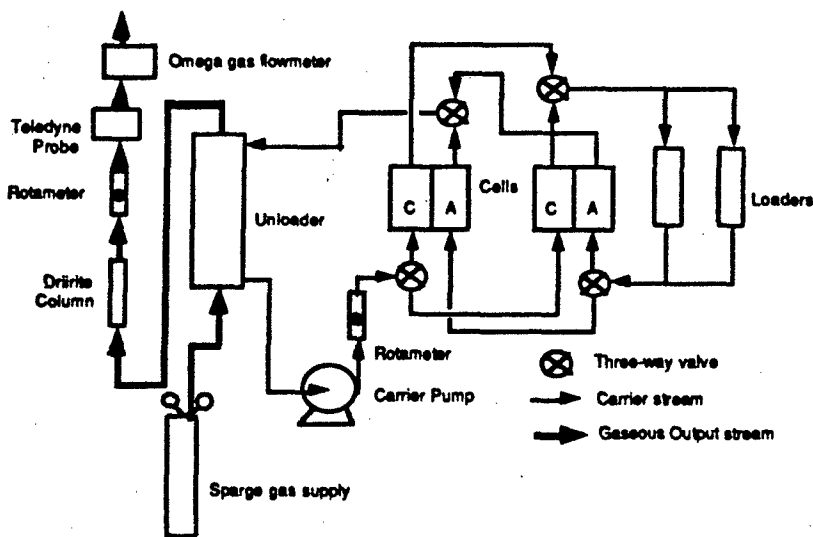 Omega gas flowmeter
Teledyne
Probe
Rotameter
Driirite
Column
Unloader
Sparge gas supply
Carrier Pump
Rotameter
Cells
C
A
C
A
Loaders
Three-way valve
Carrier stream
Gaseous Output stream